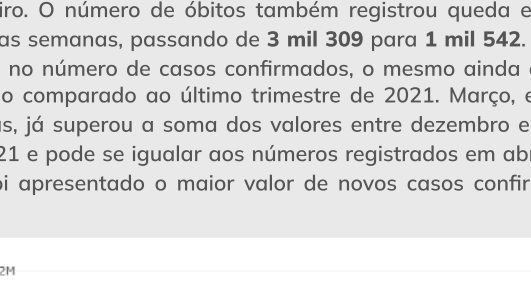 iro. O número de óbitos também registrou queda e
as semanas, passando de 3 mil 309 para 1 mil 542.
no número de casos confirmados, o mesmo ainda
o comparado ao último trimestre de 2021. Março, e
s, já superou a soma dos valores entre dezembro e
21 e pode se igualar aos números registrados em ab
oi apresentado o maior valor de novos casos confir
2M